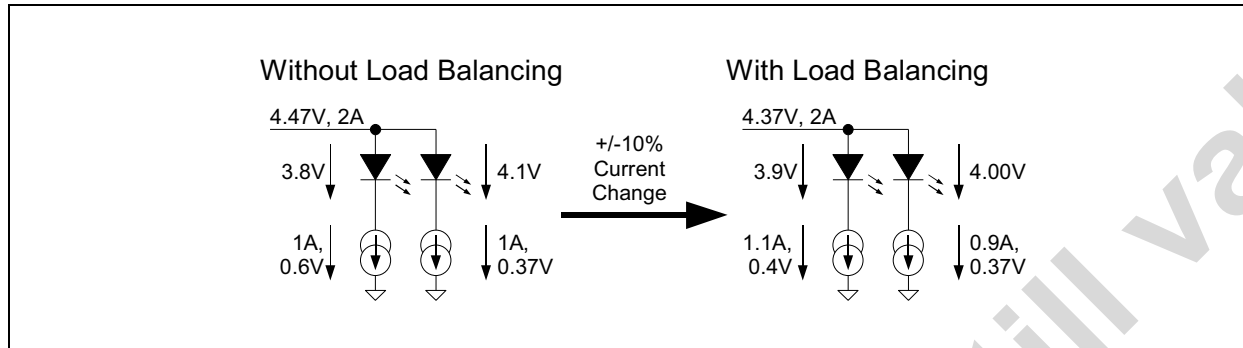 Without Load Balancing
With Load Balancing
4.47V, 2A
3.8V
4.1V
1A,
0.6V
1A,
0.37V
+/-10%
Current
Change
4.37V, 2A
3.9V
4.00V
1.1A,
0.4V
0.9A,
0.37V